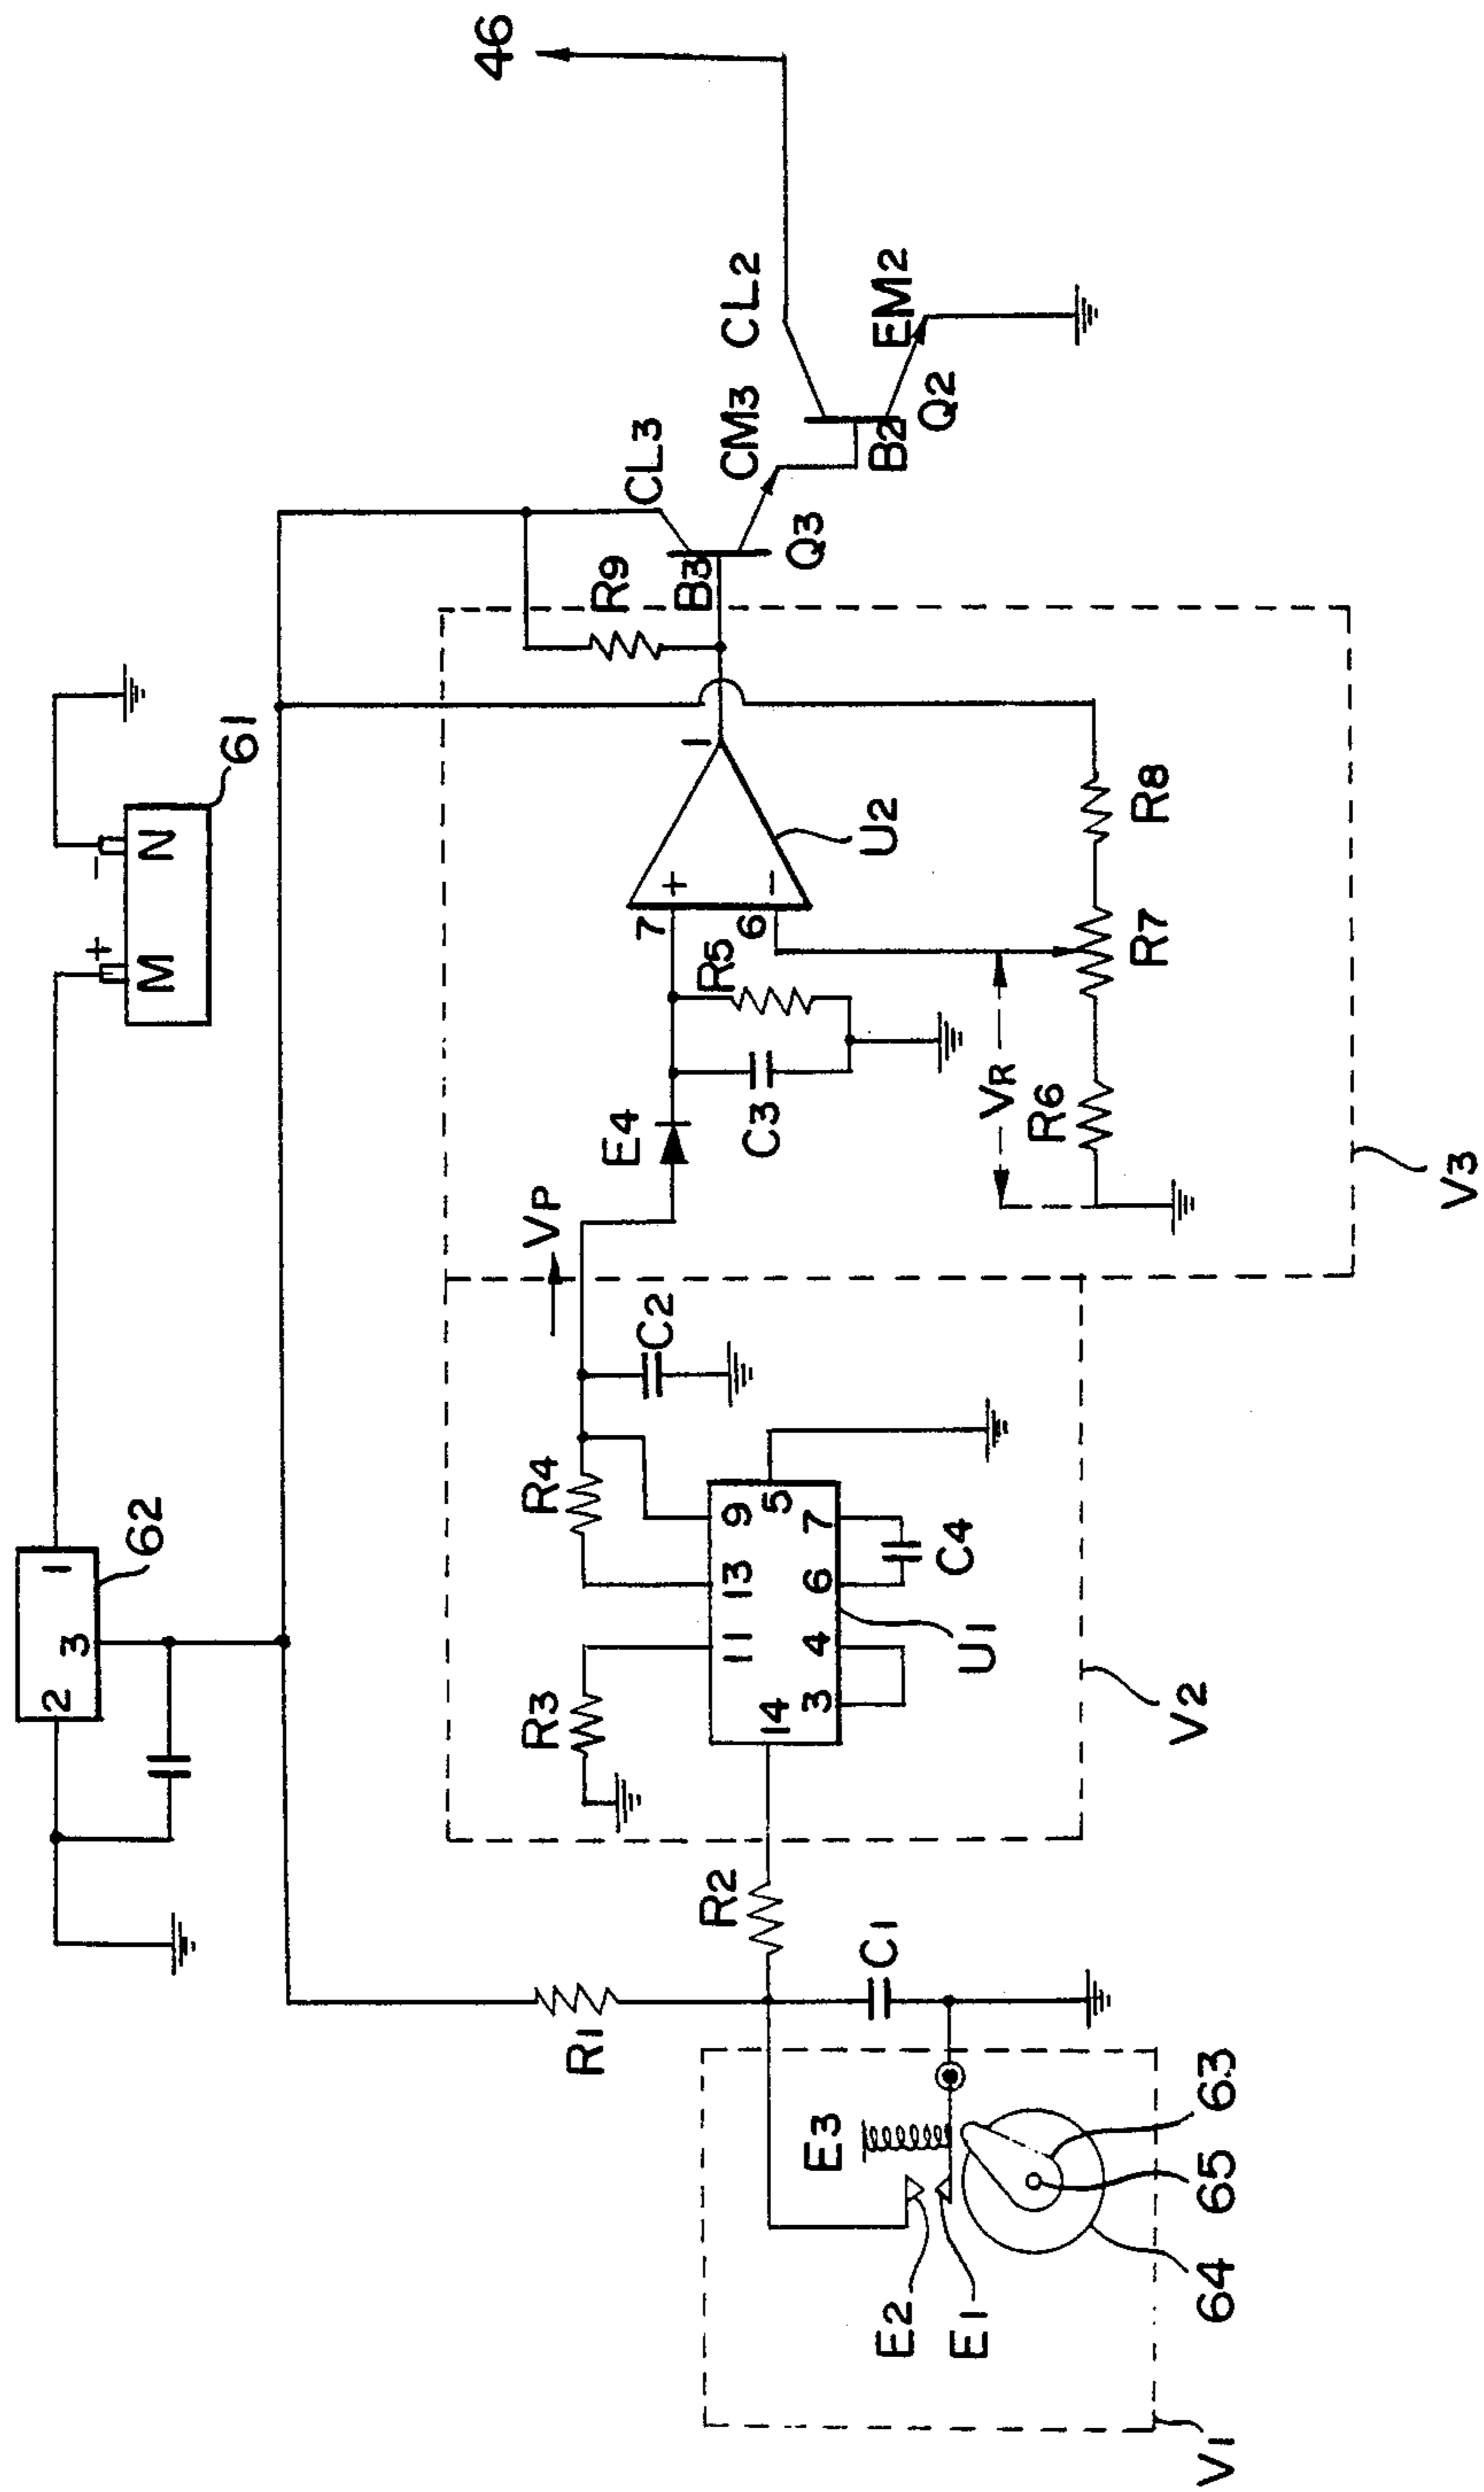 46
61
M
+
N
−
62
1
2
3
CL2
EM2
Q2
B2
CM3
CL3
Q3
B3
R9
1
U2
+
−
7
6
R5
R8
R7
R6
VR
C3
E4
VP
V3
C2
R4
R3
9
5
13
7
6
11
4
14
3
C4
U1
V2
R2
R1
C1
E3
E2
E1
63
65
64
V1